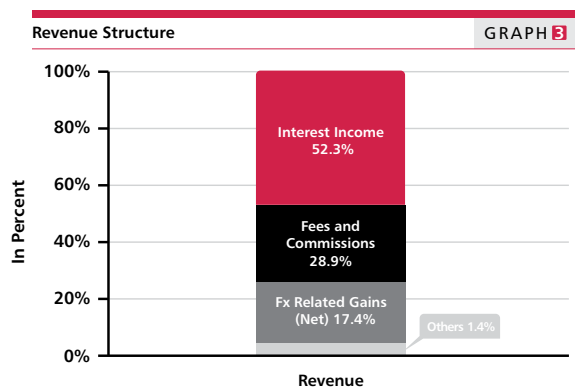 Revenue Structure
GRAPH 3
100%
80%
60%
40%
20%
0%
In Percent
Interest Income
52.3%
Fees and
Commissions
28.9%
Fx Related Gains
(Net) 17.4%
Others 1.4%
Revenue